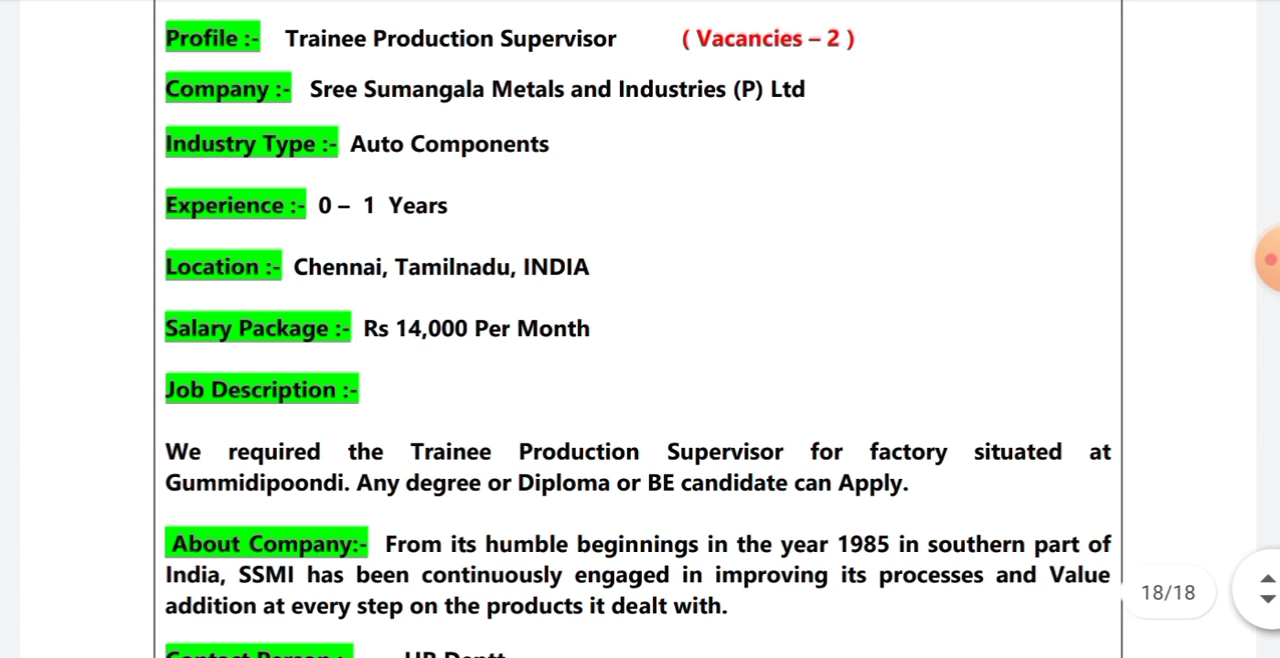 Profile :- Trainee Production Supervisor ( Vacancies – 2 )
Company :- Sree Sumangala Metals and Industries (P) Ltd
Industry Type :- Auto Components
Experience :- 0 – 1 Years
Location :- Chennai, Tamilnadu, INDIA
Salary Package :- Rs 14,000 Per Month
Job Description :-
We required the Trainee Production Supervisor for factory situated at
Gummidipoondi. Any degree or Diploma or BE candidate can Apply.
About Company:- From its humble beginnings in the year 1985 in southern part of
India, SSMI has been continuously engaged in improving its processes and Value
addition at every step on the products it dealt with.
18/18
Contact Person :- HR Deptt